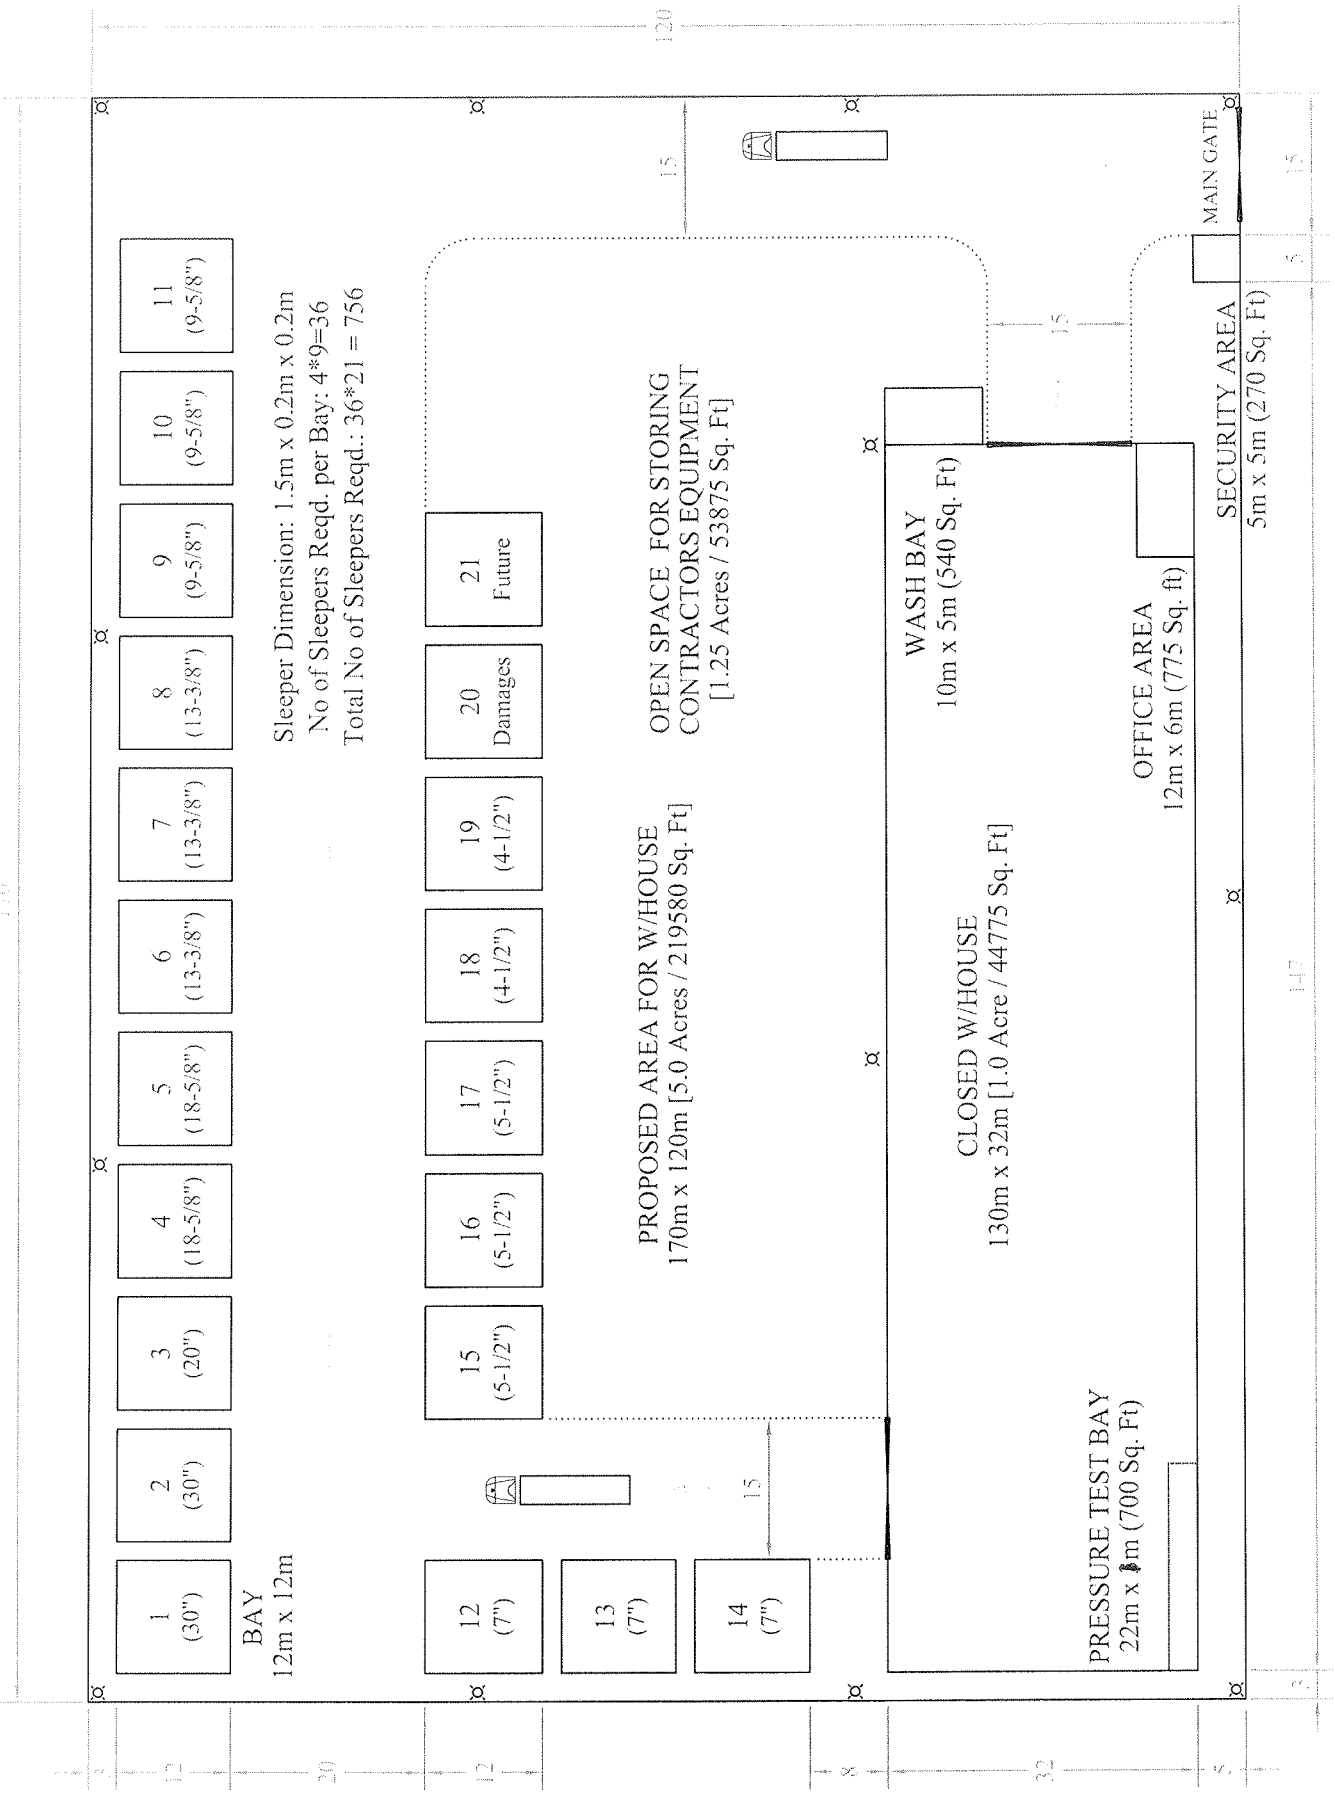 120
1
(30")
2
(30")
3
(20")
4
(18-5/8")
5
(18-5/8")
6
(13-3/8")
7
(13-3/8")
8
(13-3/8")
9
(9-5/8")
10
(9-5/8")
11
(9-5/8")
BAY
12m x 12m
Sleeper Dimension: 1.5m x 0.2m x 0.2m
No of Sleepers Reqd. per Bay: 4*9=36
Total No of Sleepers Reqd.: 36*21 = 756
12
(7")
13
(7")
14
(7")
15
(5-1/2")
16
(5-1/2")
17
(5-1/2")
18
(4-1/2")
19
(4-1/2")
20
Damages
21
Future
PROPOSED AREA FOR W/HOUSE
170m x 120m [5.0 Acres / 219580 Sq. Ft]
OPEN SPACE FOR STORING
CONTRACTORS EQUIPMENT
[1.25 Acres / 53875 Sq. Ft]
15
15
15
WASH BAY
10m x 5m (540 Sq. Ft)
CLOSED W/HOUSE
130m x 32m [1.0 Acre / 44775 Sq. Ft]
PRESSURE TEST BAY
22m x m (700 Sq. Ft)
OFFICE AREA
12m x 6m (775 Sq. ft)
MAIN GATE
SECURITY AREA
5m x 5m (270 Sq. Ft)
3
147
5
15
3
12
20
12
8
32
5